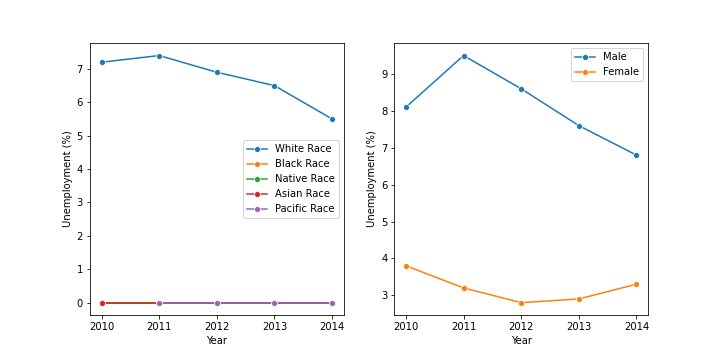 Unemployment (%)
7
6
5
4
3
2
1
0
2010 2011 2012 2013 2014
Year
White Race
Black Race
Native Race
Asian Race
Pacific Race
Unemployment (%)
9
8
7
6
5
4
3
2010 2011 2012 2013 2014
Year
Male
Female